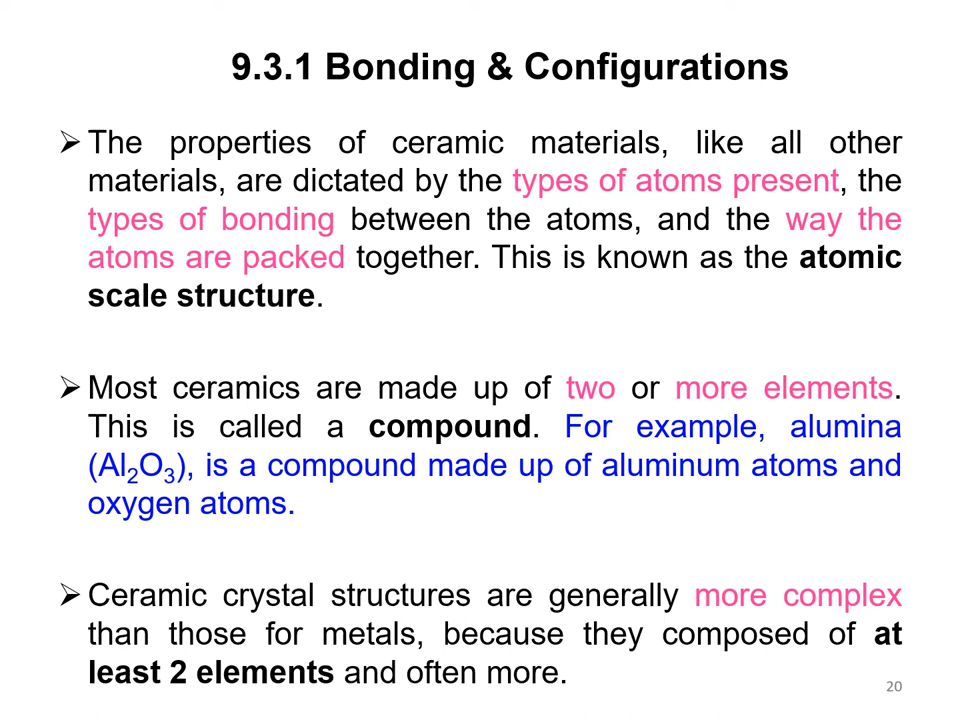 9.3.1 Bonding & Configurations
➢ The properties of ceramic materials, like all other
materials, are dictated by the types of atoms present, the
types of bonding between the atoms, and the way the
atoms are packed together. This is known as the atomic
scale structure.
➢ Most ceramics are made up of two or more elements.
This is called a compound. For example, alumina
(Al₂O₃), is a compound made up of aluminum atoms and
oxygen atoms.
➢ Ceramic crystal structures are generally more complex
than those for metals, because they composed of at
least 2 elements and often more.
20